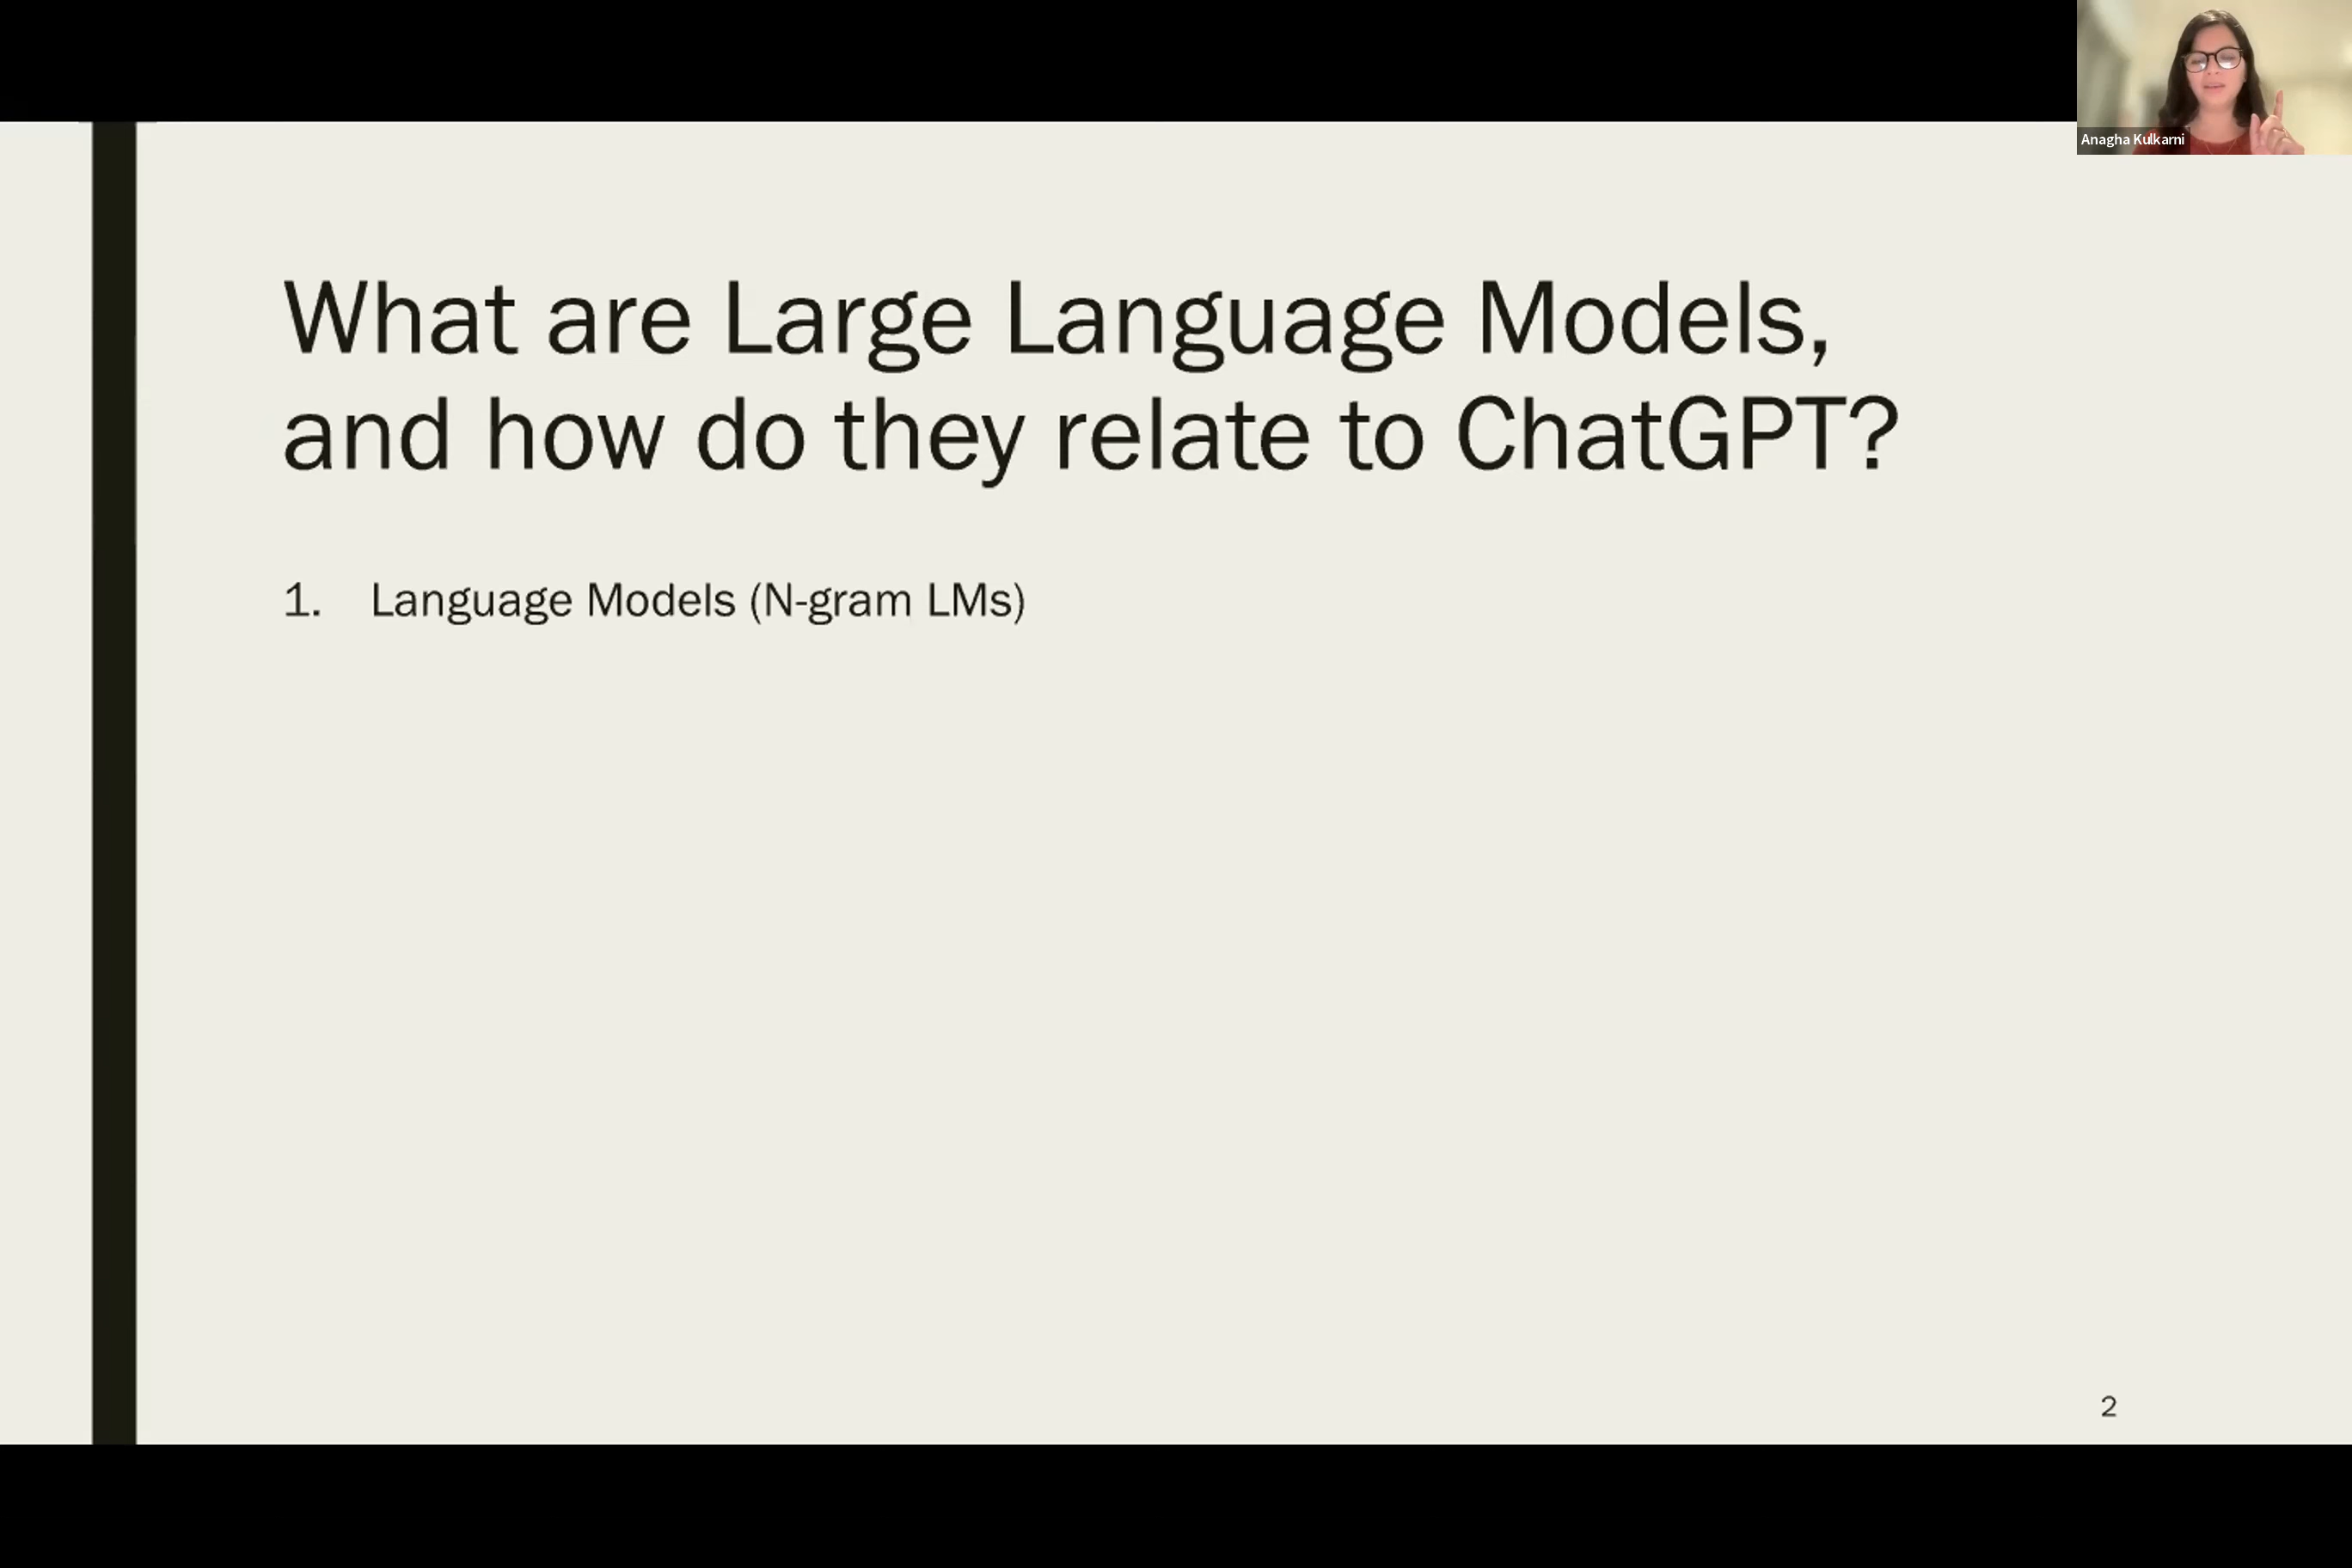 Anagha Kulkarni
What are Large Language Models,
and how do they relate to ChatGPT?
1. Language Models (N-gram LMs)
2